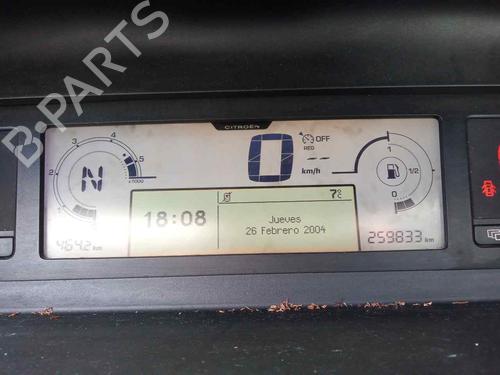 B-PARTS
CITROËN
4
3
5
2
1
x1000
N
0
km/h
OFF
REG
--
1
1/2
0
18:08
7°C
Jueves
26 Febrero 2004
4642 km
259833 km